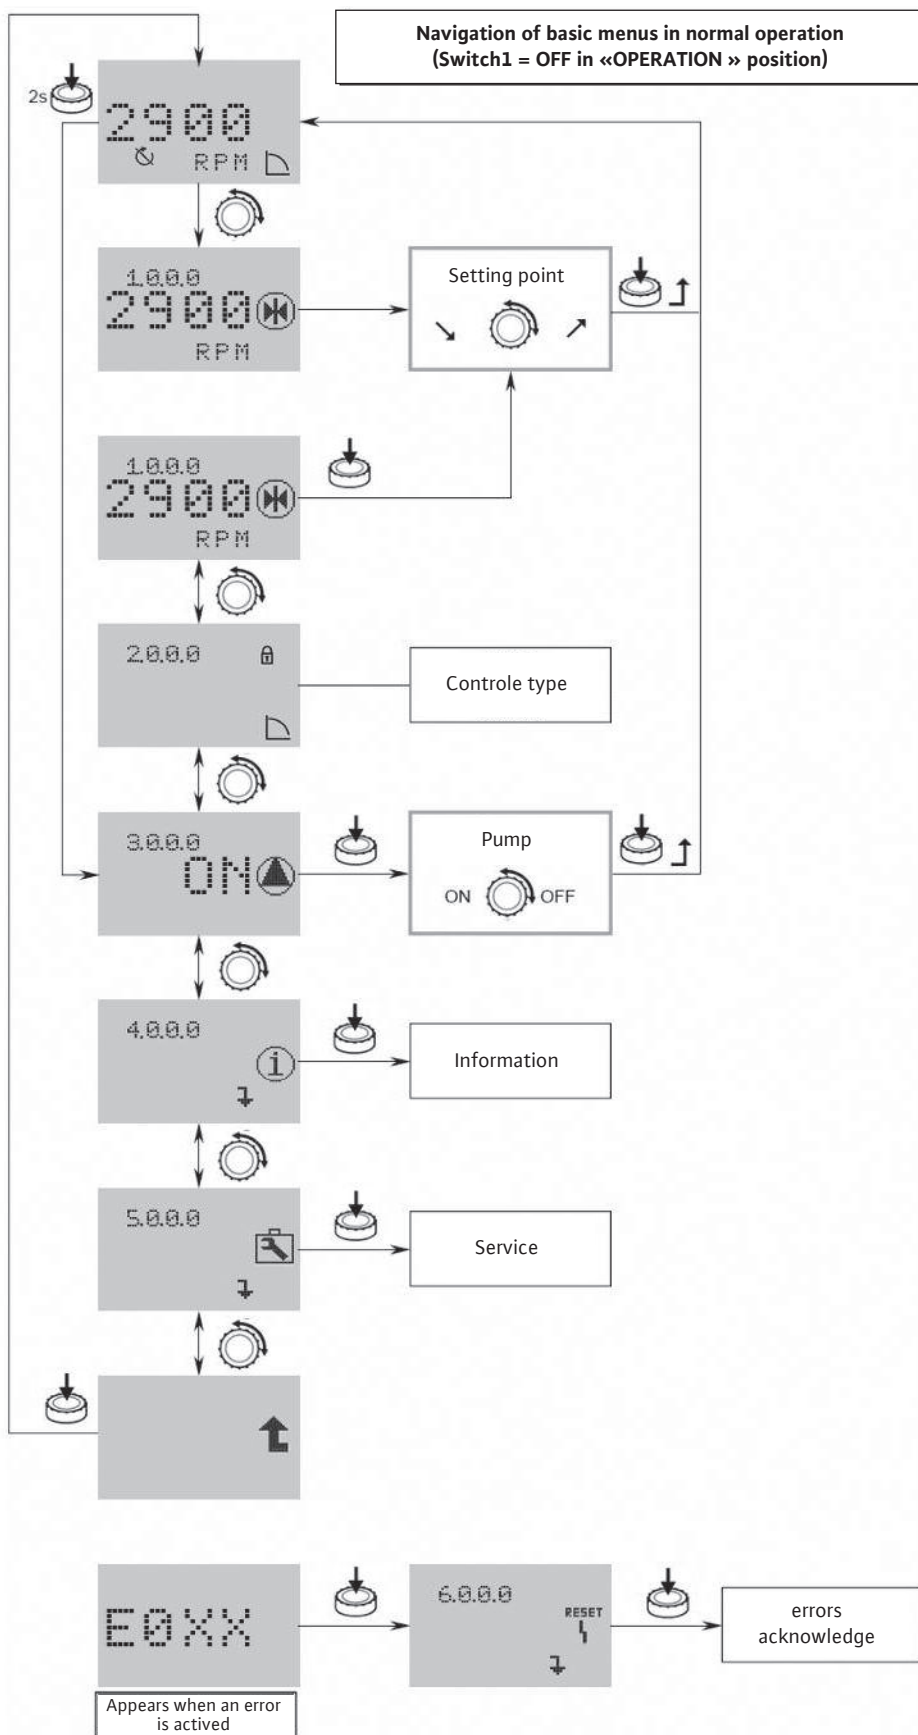 Navigation of basic menus in normal operation
(Switch1 = OFF in «OPERATION » position)
2s
2900
RPM
1.0.0.0
2900
RPM
Setting point
1.0.0.0
2900
RPM
2.0.0.0
Controle type
3.0.0.0
ON
Pump
ON OFF
4.0.0.0
i
Information
5.0.0.0
Service
E0XX
6.0.0.0
RESET
errors
acknowledge
Appears when an error
is actived